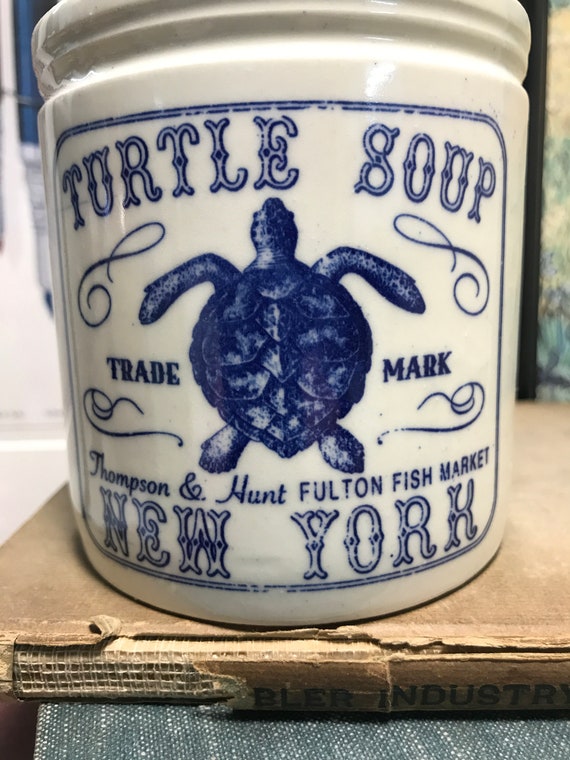 TURTLE SOUP
TRADE MARK
Thompson & Hunt FULTON FISH MARKET
NEW YORK
BLER INDUSTRY